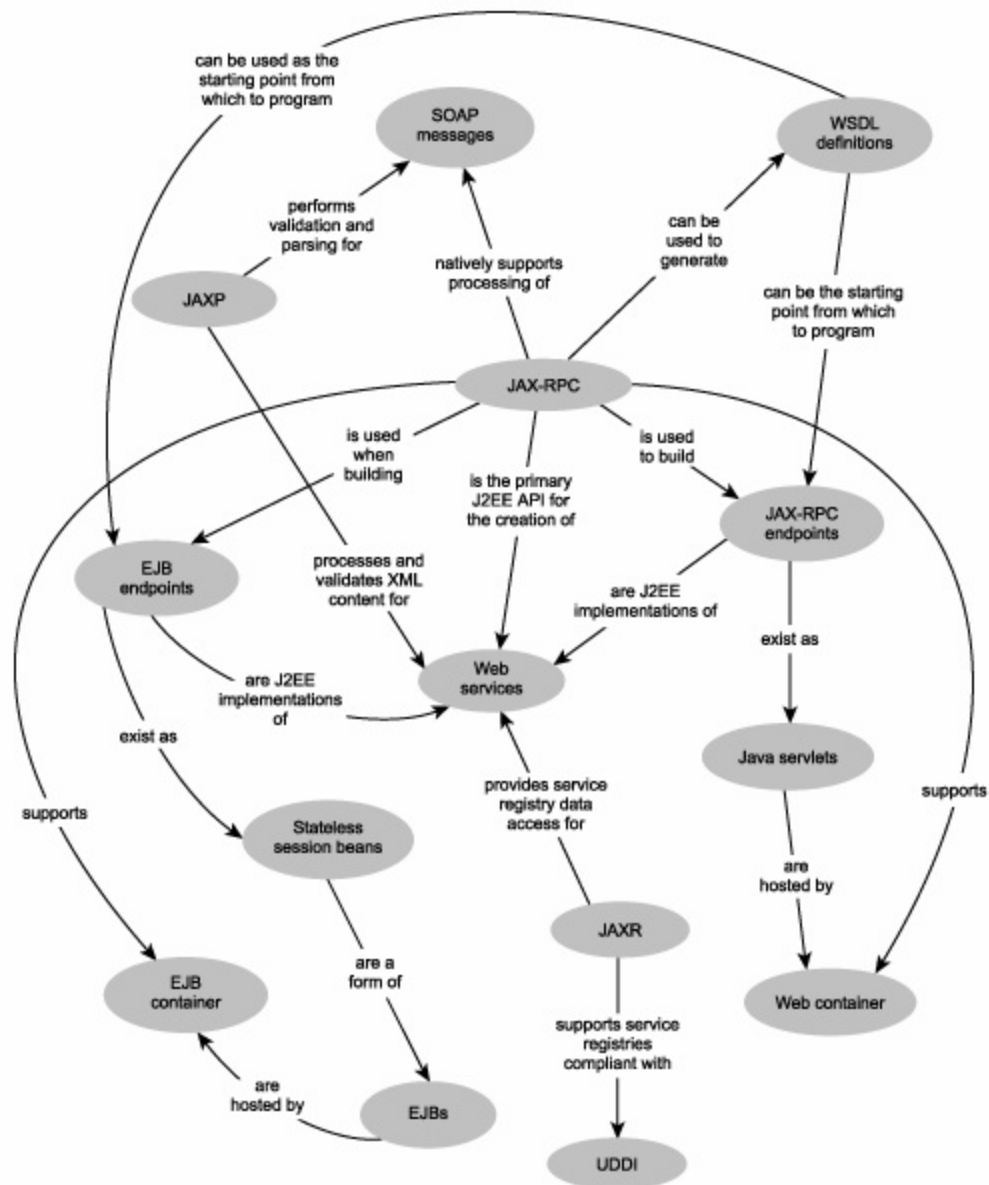 can be used as the
starting point from
which to program
SOAP
messages
WSDL
definitions
performs
validation and
parsing for
can be
used to
generate
natively supports
processing of
JAXP
can be the starting
point from which
to program
JAX-RPC
is used
when
building
is the primary
J2EE API for
the creation of
is used
to build
JAX-RPC
endpoints
EJB
endpoints
processes and
validates XML
content for
are J2EE
implementations of
exist as
Web
services
are J2EE
implementations
of
exist as
Java servlets
provides service
registry data
access for
supports
supports
Stateless
session beans
are
hosted by
JAXR
are a
form of
EJB
container
Web container
supports service
registries
compliant with
are
hosted by
EJBs
UDDI